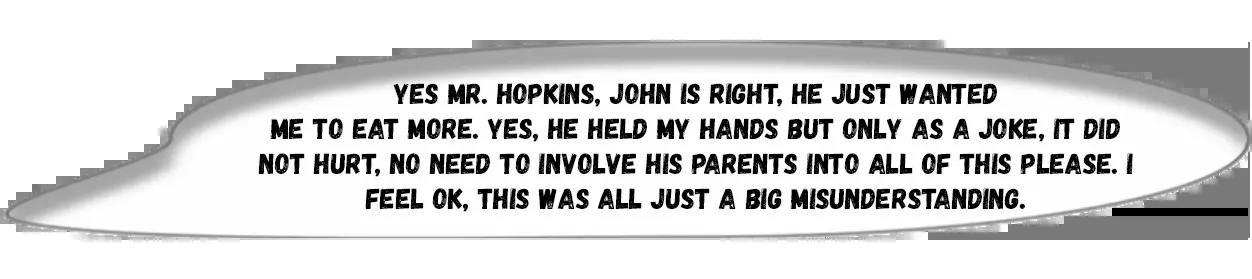 YES MR. HOPKINS, JOHN IS RIGHT, HE JUST WANTED
ME TO EAT MORE. YES, HE HELD MY HANDS BUT ONLY AS A JOKE, IT DID
NOT HURT, NO NEED TO INVOLVE HIS PARENTS INTO ALL OF THIS PLEASE. I
FEEL OK, THIS WAS ALL JUST A BIG MISUNDERSTANDING.